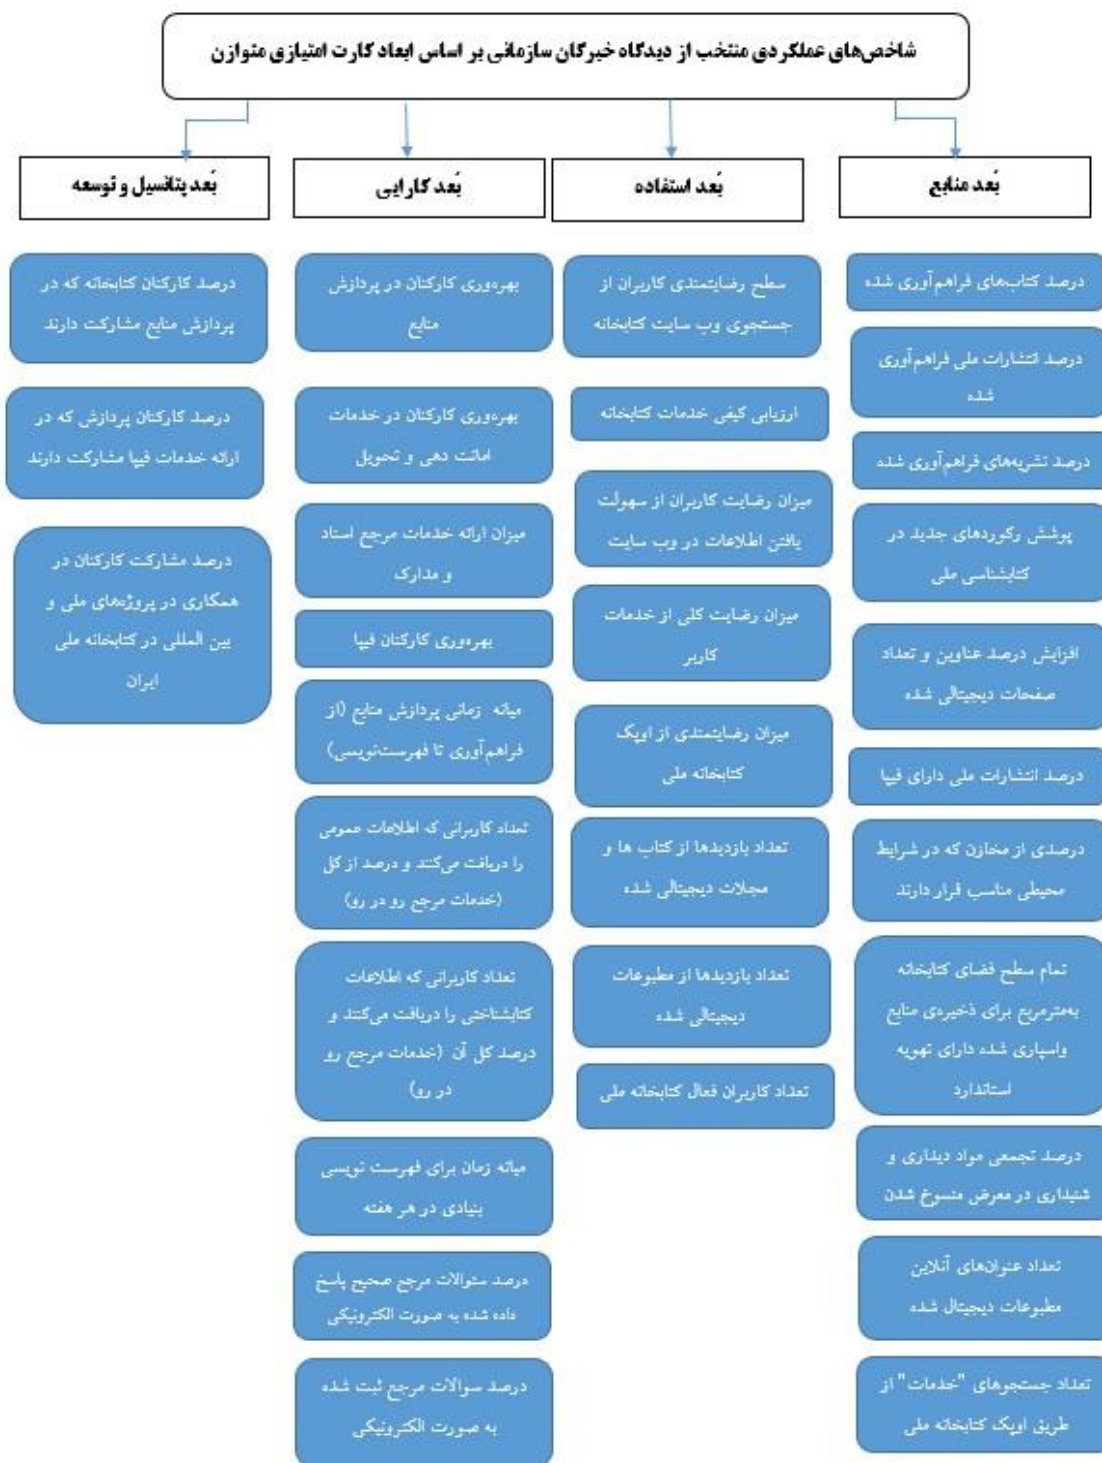 شاخص‌های عملکردی منتخب از دیدگاه خبرگان سازمانی بر اساس ابعاد کارت امتیازی متوازن
بُعد منابع
درصد کتاب‌های فراهم‌آوری شده
درصد انتشارات ملی فراهم‌آوری
شده
درصد نشریه‌های فراهم‌آوری شده
پوشش رکوردهای جدید در
کتابشناسی ملی
افزایش درصد عناوین و تعداد
صفحات دیجیتالی شده
درصد انتشارات ملی دارای فیپا
درصدی از مخازن که در شرایط
محیطی مناسب قرار دارند
تمام سطح فضای کتابخانه
به‌مترمربع برای ذخیره‌ی منابع
واسپاری شده دارای تهویه
استاندارد
درصد تجمعی مواد دیداری و
شنیداری در معرض منسوخ شدن
تعداد عنوان‌های آنلاین
مطبوعات دیجیتال شده
تعداد جستجوهای "خدمات" از
طریق اوپک کتابخانه ملی
بُعد استفاده
سطح رضایتمندی کاربران از
جستجوی وب سایت کتابخانه
ارزیابی کیفی خدمات کتابخانه
میزان رضایت کاربران از سهولت
یافتن اطلاعات در وب سایت
میزان رضایت کلی از خدمات
کاربر
میزان رضایتمندی از اوپک
کتابخانه ملی
تعداد بازدیدها از کتاب ها و
مجلات دیجیتالی شده
تعداد بازدیدها از مطبوعات
دیجیتالی شده
تعداد کاربران فعال کتابخانه ملی
بُعد کارایی
بهره‌وری کارکنان در پردازش
منابع
بهره‌وری کارکنان در خدمات
امانت دهی و تحویل
میزان ارائه خدمات مرجع اسناد
و مدارک
بهره‌وری کارکنان فیپا
میانه زمانی پردازش منابع (از
فراهم‌آوری تا فهرست‌نویسی)
تعداد کاربرانی که اطلاعات عمومی
را دریافت می‌کنند و درصد از کل
(خدمات مرجع رو در رو)
تعداد کاربرانی که اطلاعات
کتابشناختی را دریافت می‌کنند و
درصد کل آن (خدمات مرجع رو
در رو)
میانه زمان برای فهرست نویسی
بنیادی در هر هفته
درصد سئوالات مرجع صحیح پاسخ
داده شده به صورت الکترونیکی
درصد سوالات مرجع ثبت شده
به صورت الکترونیکی
بُعد پتانسیل و توسعه
درصد کارکنان کتابخانه که در
پردازش منابع مشارکت دارند
درصد کارکنان پردازش که در
ارائه خدمات فیپا مشارکت دارند
درصد مشارکت کارکنان در
همکاری در پروژه‌های ملی و
بین المللی در کتابخانه ملی
ایران